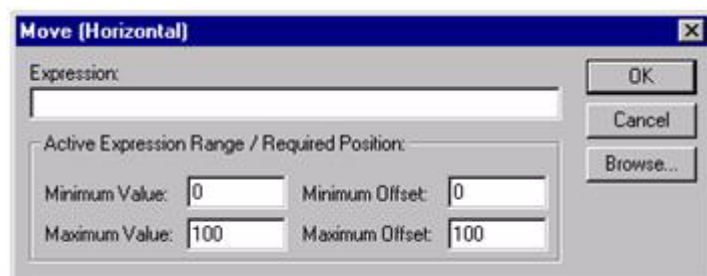 Move (Horizontal)
Expression:
OK
Cancel
Active Expression Range / Required Position:
Browse...
Minimum Value: 0 Minimum Offset: 0
Maximum Value: 100 Maximum Offset: 100